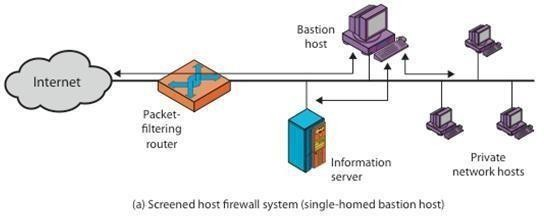 Bastion
host
Internet
Packet-
filtering
router
Information
server
Private
network hosts
(a) Screened host firewall system (single-homed bastion host)